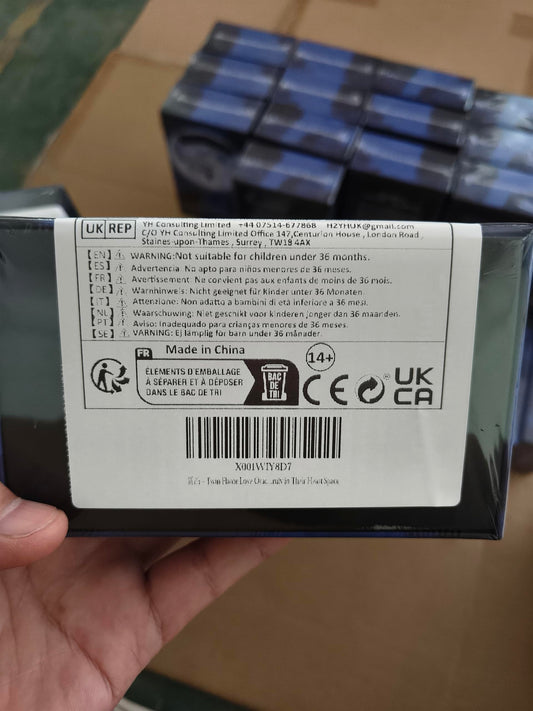 UK REP YH Consulting Limited +44 07514-677868 H2YHUK@gmail.com
C/O YH Consulting Limited Office 147,Centurion House , London Road ,
Staines-upon-Thames , Surrey , TW18 4AX
【EN】 WARNING:Not suitable for children under 36 months.
【ES】 Advertencia: No apto para niños menores de 36 meses.
【FR】 Avertissement: Ne convient pas aux enfants de moins de 36 mois.
【DE】 Warnhinweis: Nicht geeignet für Kinder unter 36 Monaten.
【IT】 Attenzione: Non adatto a bambini di età inferiore a 36 mesi.
【NL】 Waarschuwing: Niet geschikt voor kinderen jonger dan 36 maanden.
【PT】 Aviso: Inadequado para crianças menores de 36 meses.
【SE】 VARNING: Ej lämplig för barn under 36 månader.
FR Made in China 14+
ÉLÉMENTS D'EMBALLAGE
À SÉPARER ET À DÉPOSER
DANS LE BAC DE TRI
BAC
DE
TRI
CE
UK
CA
X001WIY8D7
in Their